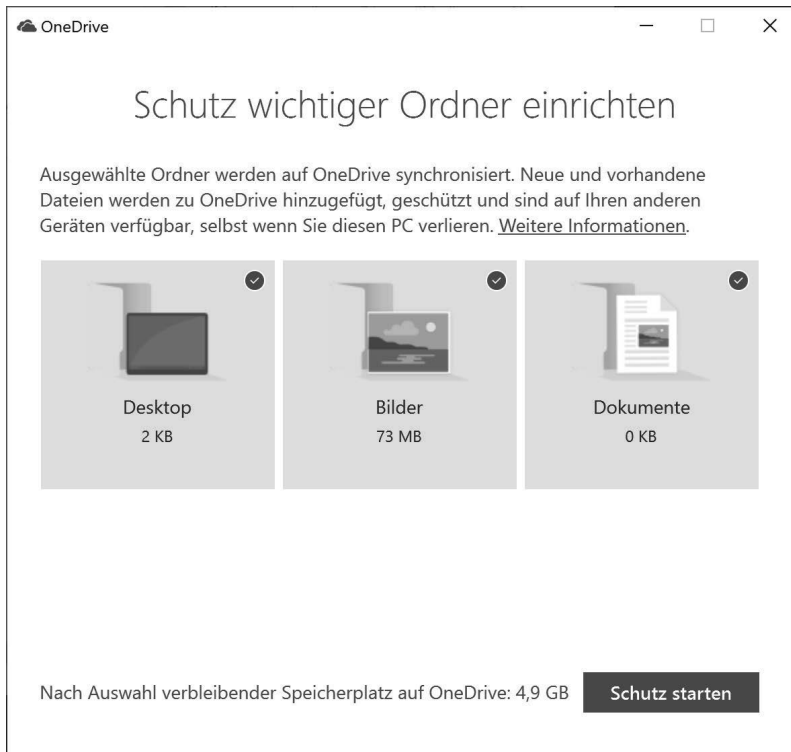 OneDrive
Schutz wichtiger Ordner einrichten
Ausgewählte Ordner werden auf OneDrive synchronisiert. Neue und vorhandene
Dateien werden zu OneDrive hinzugefügt, geschützt und sind auf Ihren anderen
Geräten verfügbar, selbst wenn Sie diesen PC verlieren. Weitere Informationen.
Desktop
2 KB
Bilder
73 MB
Dokumente
0 KB
Nach Auswahl verbleibender Speicherplatz auf OneDrive: 4,9 GB
Schutz starten